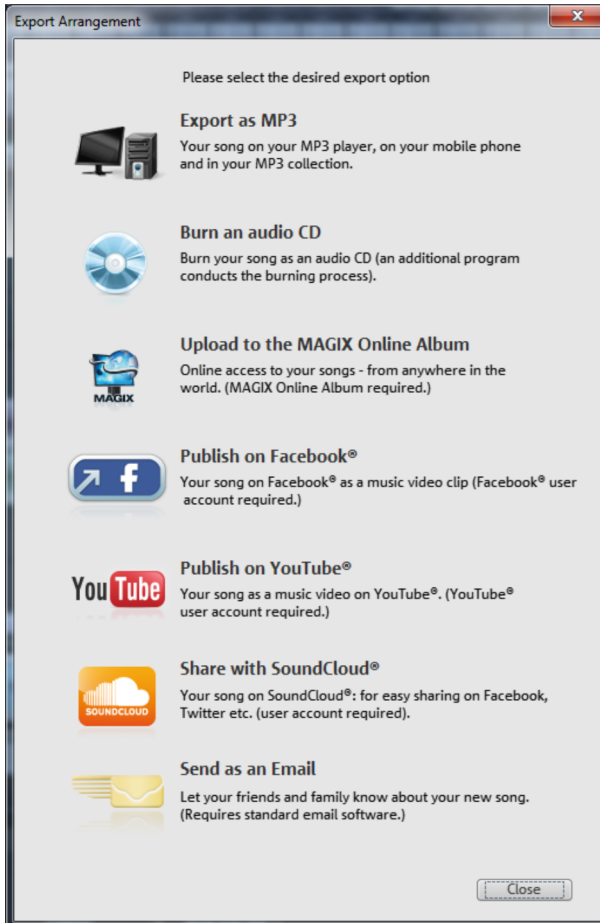 Export Arrangement
Please select the desired export option
Export as MP3
Your song on your MP3 player, on your mobile phone
and in your MP3 collection.
Burn an audio CD
Burn your song as an audio CD (an additional program
conducts the burning process).
Upload to the MAGIX Online Album
Online access to your songs - from anywhere in the
world. (MAGIX Online Album required.)
MAGIX
Publish on Facebook®
Your song on Facebook® as a music video clip (Facebook® user
account required.)
f
Publish on YouTube®
Your song as a music video on YouTube®. (YouTube®
user account required.)
YouTube
Share with SoundCloud®
Your song on SoundCloud®: for easy sharing on Facebook,
Twitter etc. (user account required).
SOUNDCLOUD
Send as an Email
Let your friends and family know about your new song.
(Requires standard email software.)
Close